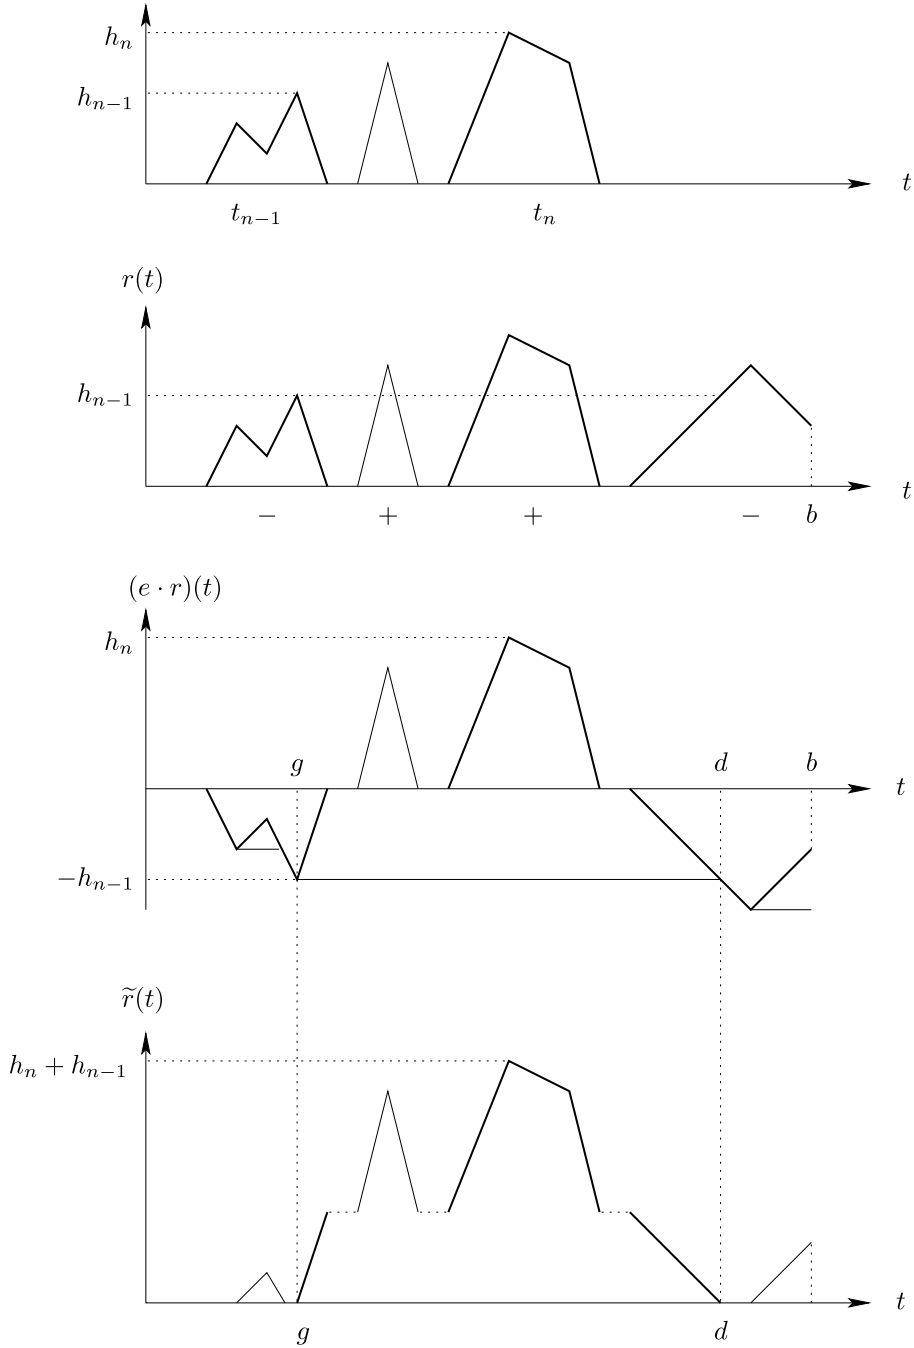 h_n
h_{n-1}
t
t_{n-1} t_n
r(t)
h_{n-1}
t
− + + − b
(e · r)(t)
h_n
g d b
t
−h_{n-1}
r̃(t)
h_n + h_{n-1}
t
g d